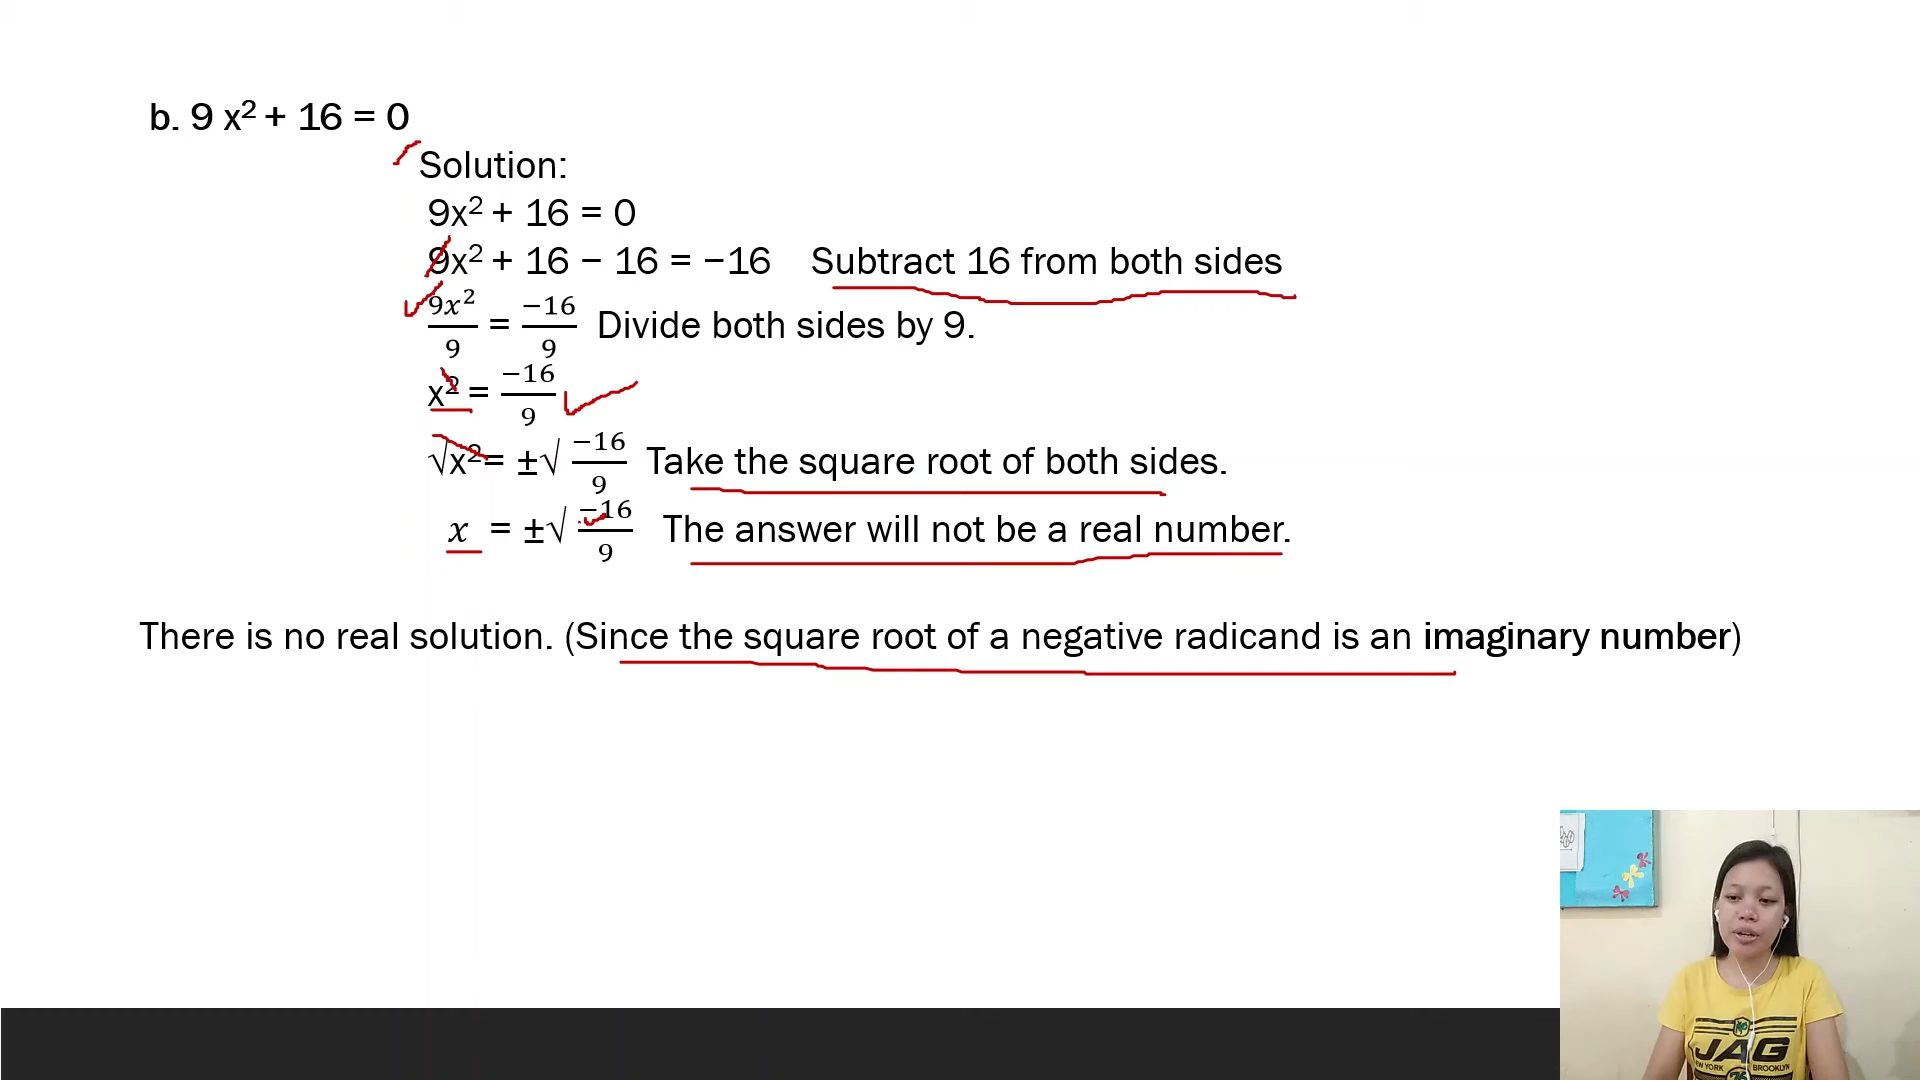 b. 9 x² + 16 = 0
Solution:
9x² + 16 = 0
9x² + 16 − 16 = −16 Subtract 16 from both sides
9x²/9 = −16/9 Divide both sides by 9.
x² = −16/9
√x² = ±√ −16/9 Take the square root of both sides.
x = ±√ −16/9 The answer will not be a real number.
There is no real solution. (Since the square root of a negative radicand is an imaginary number)
JAG
NEW YORK BROOKLYN